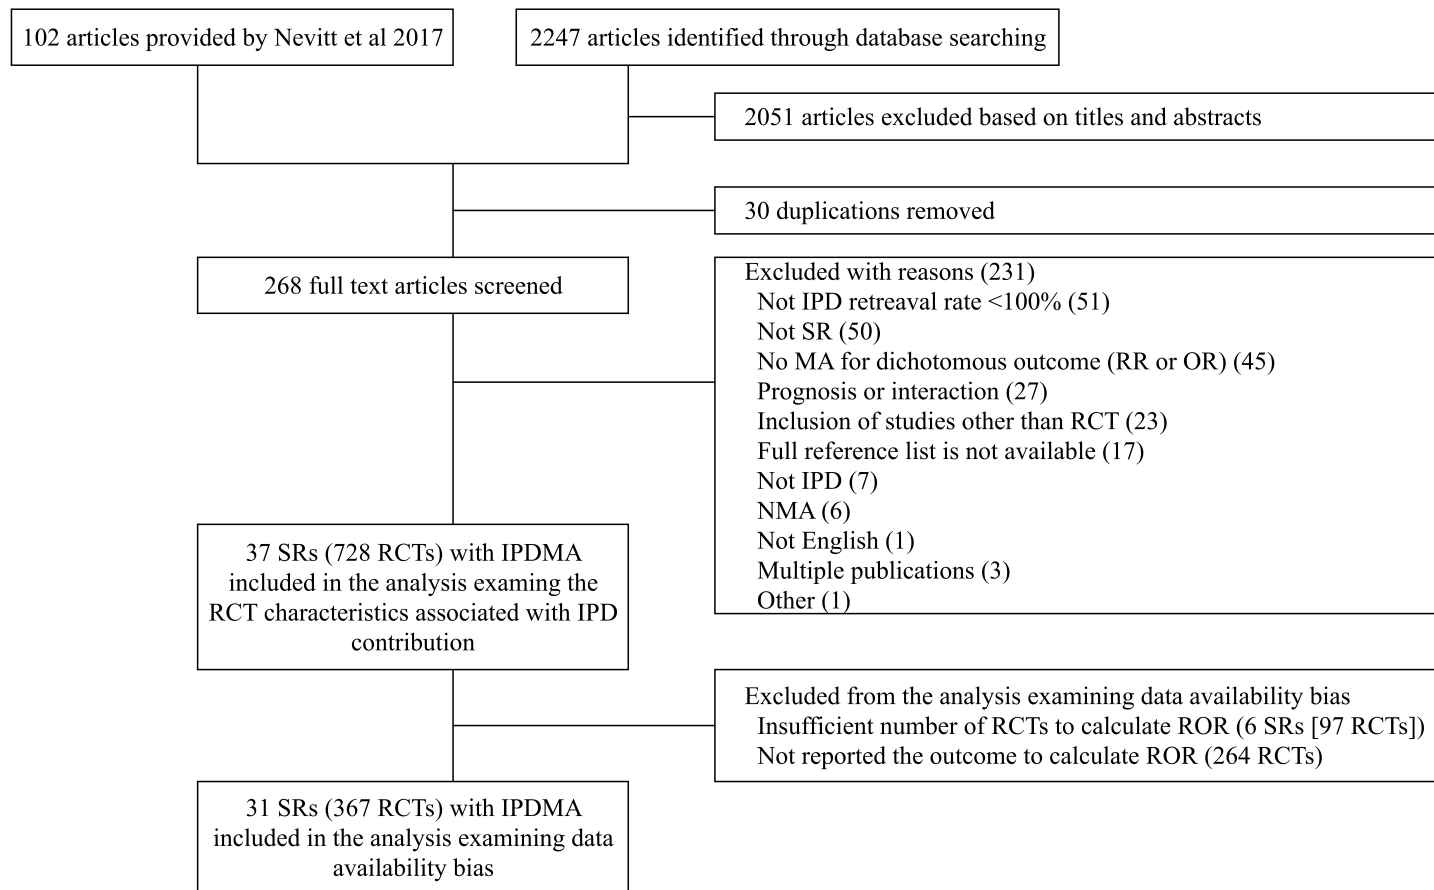 102 articles provided by Nevitt et al 2017
2247 articles identified through database searching
2051 articles excluded based on titles and abstracts
30 duplications removed
268 full text articles screened
Excluded with reasons (231)
Not IPD retreaval rate <100% (51)
Not SR (50)
No MA for dichotomous outcome (RR or OR) (45)
Prognosis or interaction (27)
Inclusion of studies other than RCT (23)
Full reference list is not available (17)
Not IPD (7)
NMA (6)
Not English (1)
Multiple publications (3)
Other (1)
37 SRs (728 RCTs) with IPDMA
included in the analysis examing the
RCT characteristics associated with IPD
contribution
Excluded from the analysis examining data availability bias
Insufficient number of RCTs to calculate ROR (6 SRs [97 RCTs])
Not reported the outcome to calculate ROR (264 RCTs)
31 SRs (367 RCTs) with IPDMA
included in the analysis examining data
availability bias